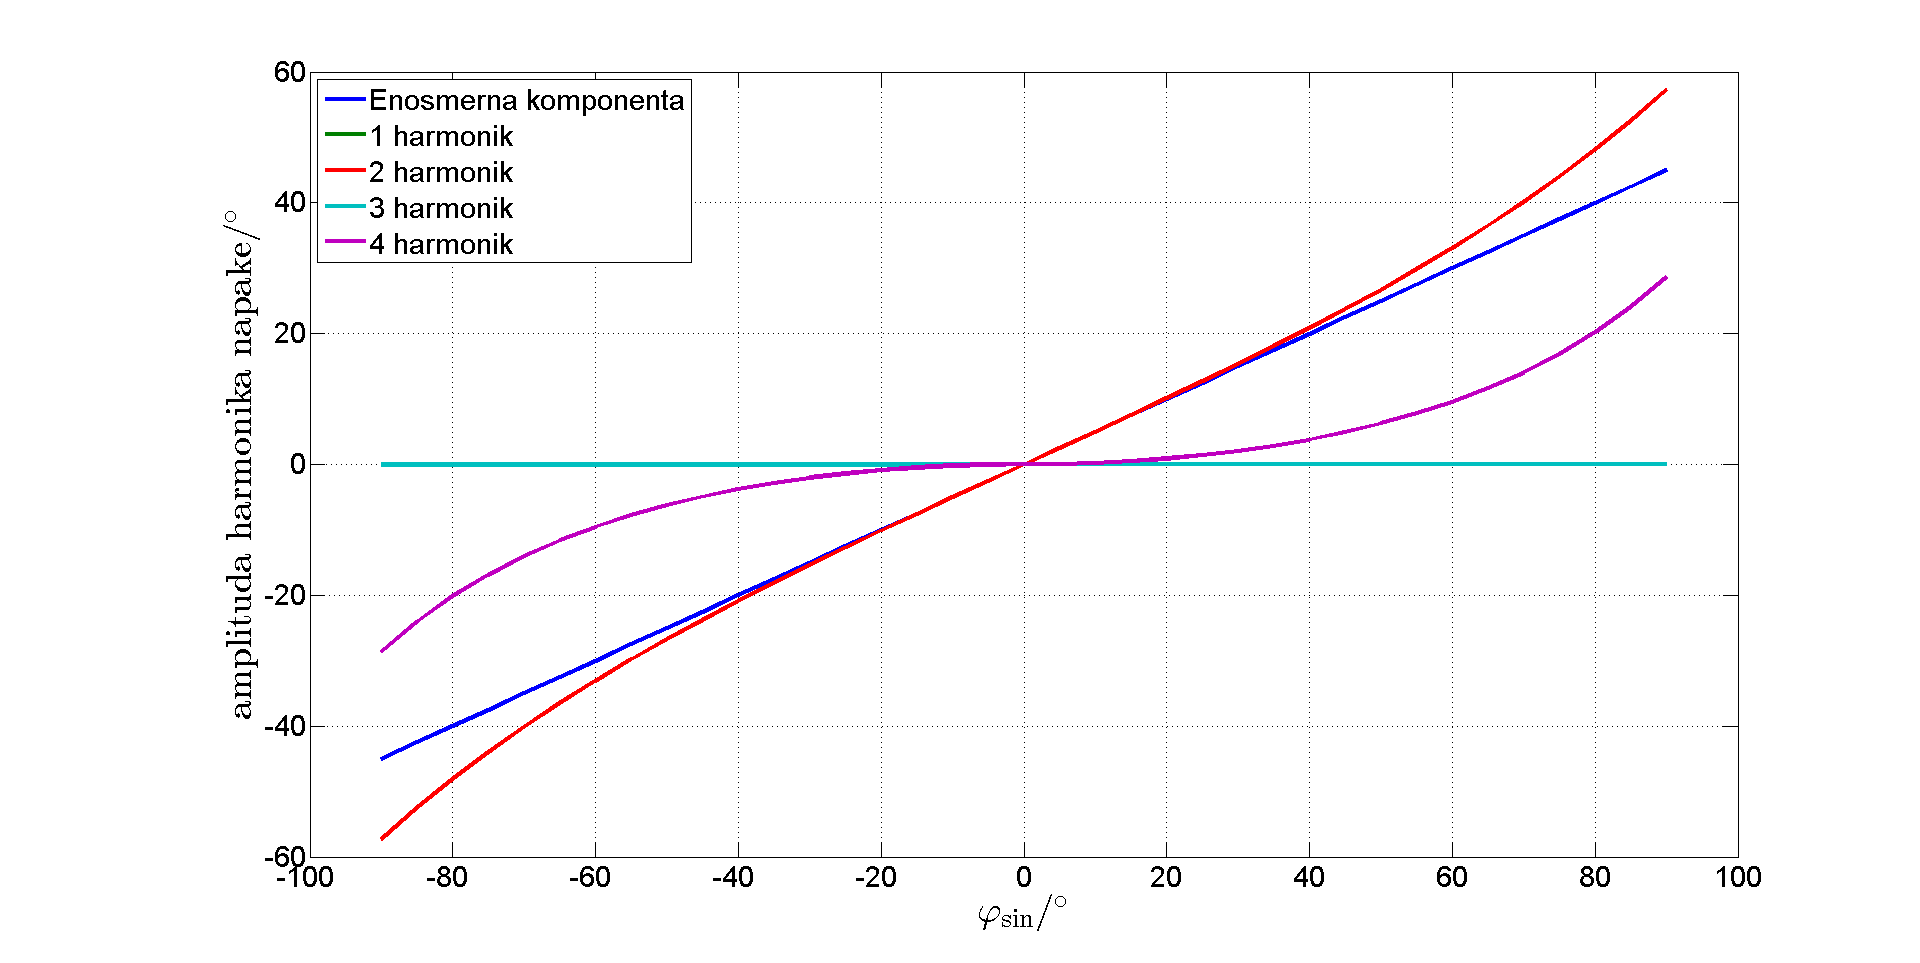 60
40
20
0
-20
-40
-60
-100 -80 -60 -40 -20 0 20 40 60 80 100
Enosmerna komponenta
1 harmonik
2 harmonik
3 harmonik
4 harmonik
amplituda harmonika napake/°
φsin/°